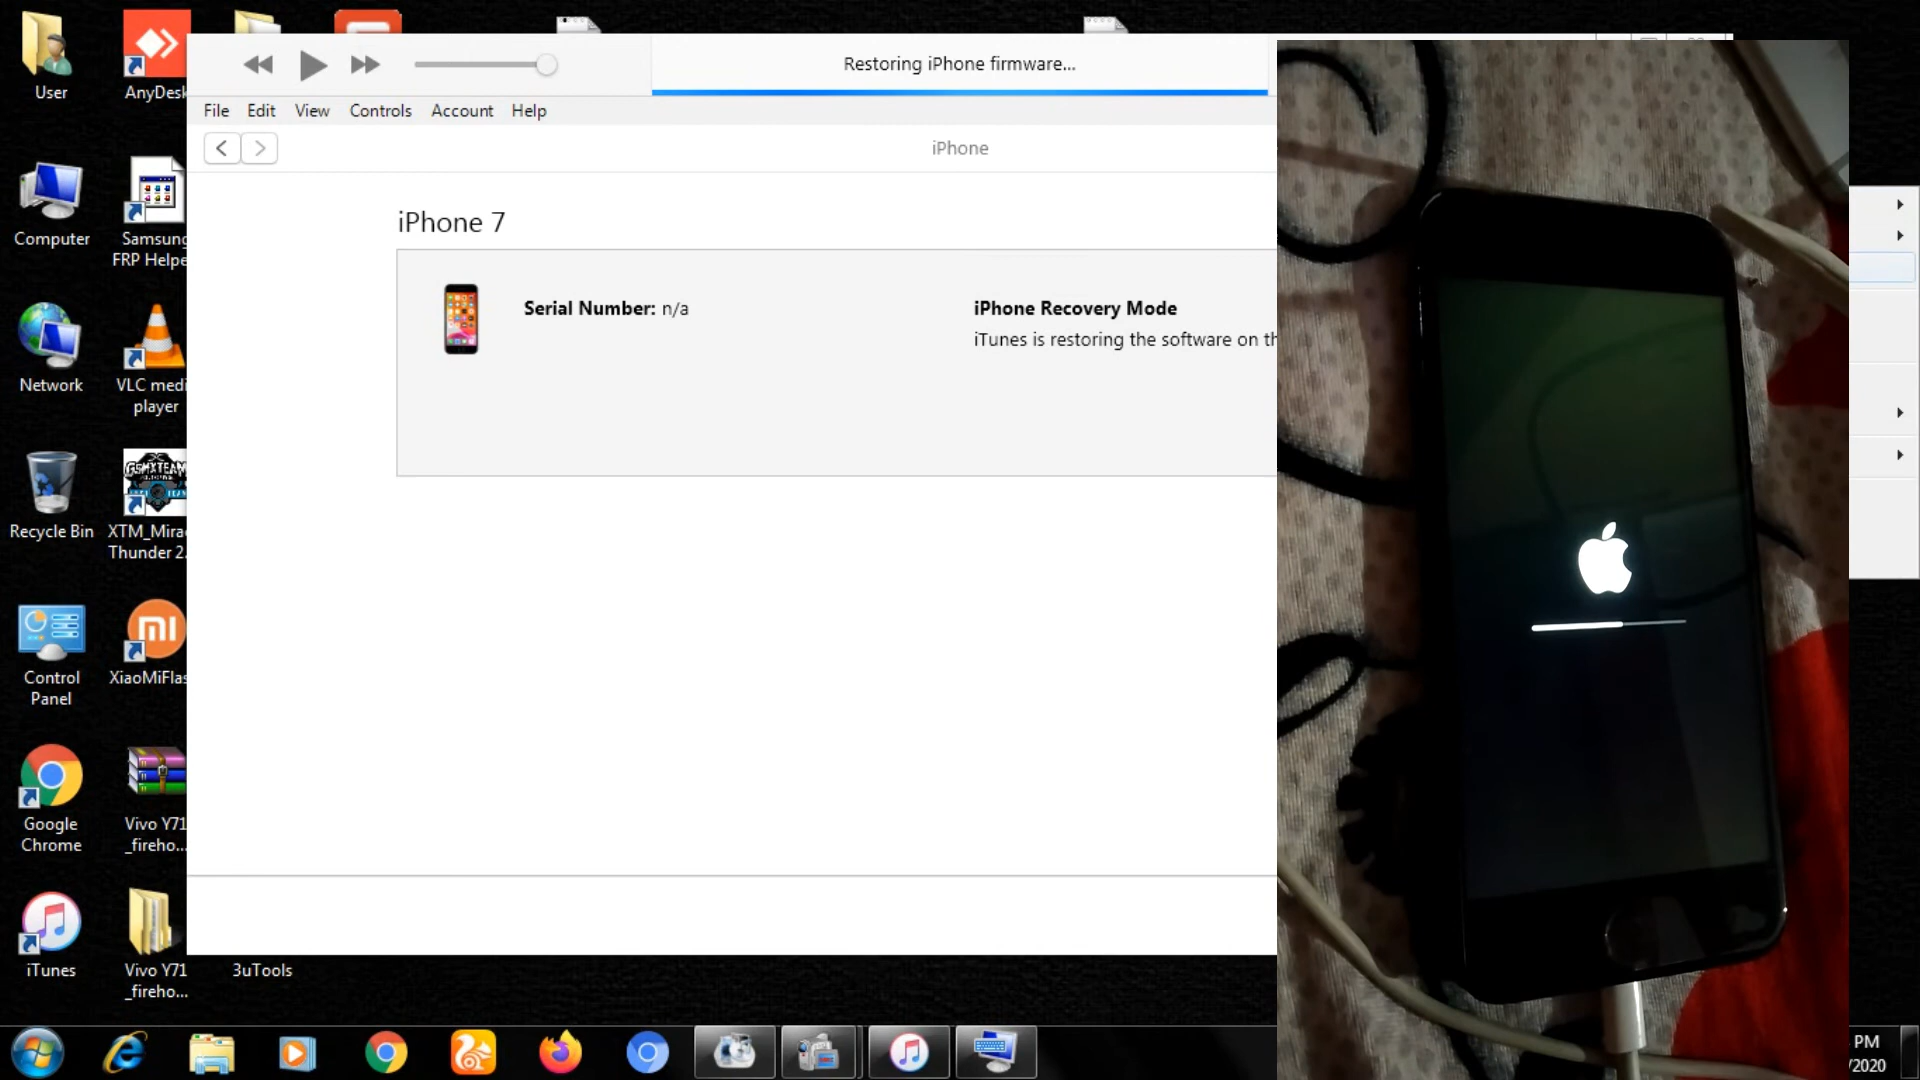 Restoring iPhone firmware...
File Edit View Controls Account Help
iPhone
iPhone 7
Serial Number: n/a
iPhone Recovery Mode
iTunes is restoring the software on th
User
AnyDesk
Computer
Samsung
FRP Helpe
Network
VLC medi
player
Recycle Bin
GSMXTEAM
XTM_Mirac
Thunder 2.
Control
Panel
XiaoMiFlas
Google
Chrome
Vivo Y71
_fireho...
iTunes
Vivo Y71
_fireho...
3uTools
PM
/2020